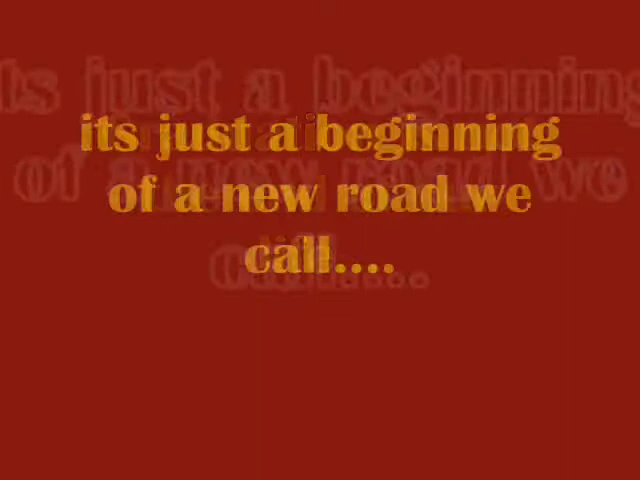 its just a beginning
of a new road we
call....